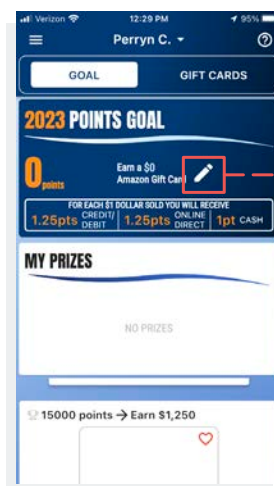 Verizon 12:29 PM 95%
Perryn C.
GOAL GIFT CARDS
2023 POINTS GOAL
0 points
Earn a $0
Amazon Gift Card
FOR EACH $1 DOLLAR SOLD YOU WILL RECEIVE
1.25pts CREDIT/ DEBIT 1.25pts ONLINE DIRECT 1pt CASH
MY PRIZES
NO PRIZES
15000 points → Earn $1,250